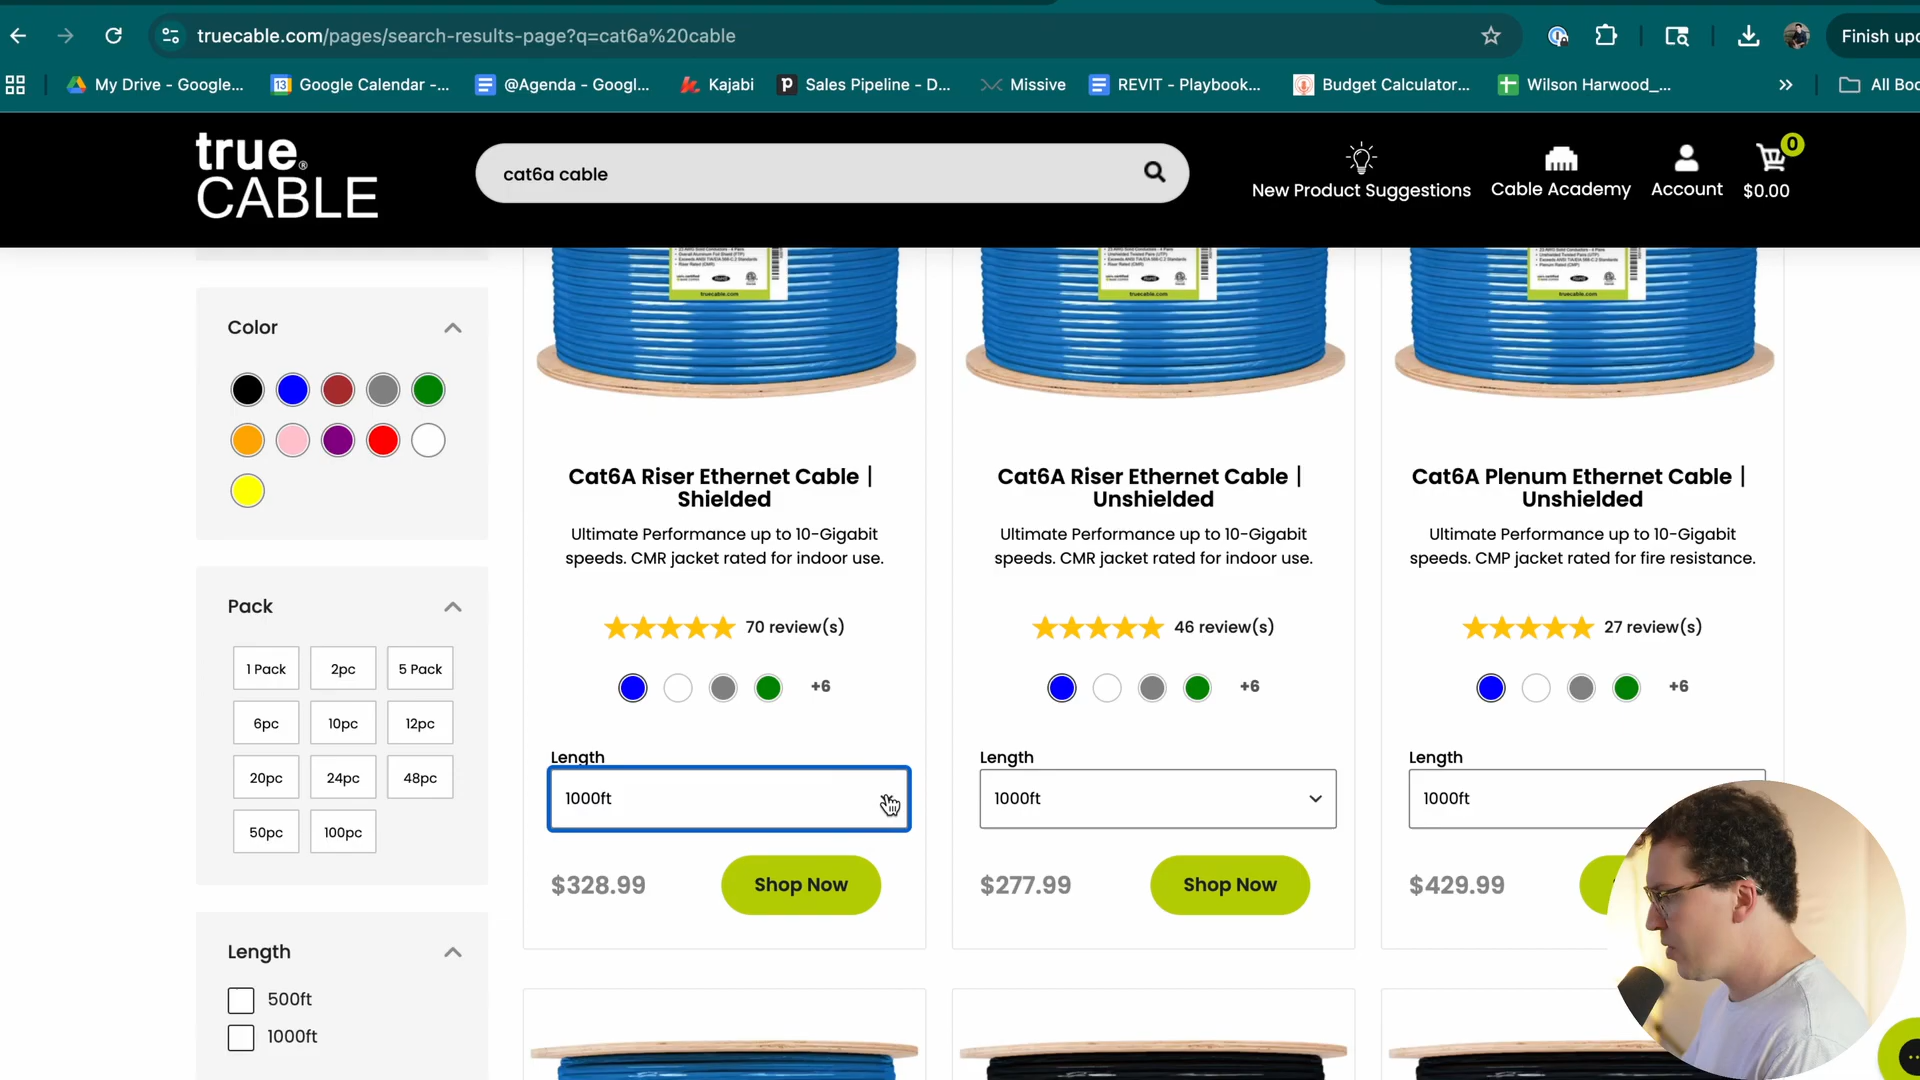 truecable.com/pages/search-results-page?q=cat6a%20cable
Finish upd
My Drive - Google...
13
Google Calendar -...
@Agenda - Googl...
Kajabi
Sales Pipeline - D...
Missive
REVIT - Playbook...
Budget Calculator...
Wilson Harwood_...
All Boo
true®
CABLE
cat6a cable
New Product Suggestions
Cable Academy
Account
0
$0.00
truecable.com
truecable.com
truecable.com
Color
Cat6A Riser Ethernet Cable |
Shielded
Ultimate Performance up to 10-Gigabit
speeds. CMR jacket rated for indoor use.
70 review(s)
+6
Length
1000ft
$328.99
Shop Now
Cat6A Riser Ethernet Cable |
Unshielded
Ultimate Performance up to 10-Gigabit
speeds. CMR jacket rated for indoor use.
46 review(s)
+6
Length
1000ft
$277.99
Shop Now
Cat6A Plenum Ethernet Cable |
Unshielded
Ultimate Performance up to 10-Gigabit
speeds. CMP jacket rated for fire resistance.
27 review(s)
+6
Length
1000ft
$429.99
Pack
1 Pack
2pc
5 Pack
6pc
10pc
12pc
20pc
24pc
48pc
50pc
100pc
Length
500ft
1000ft